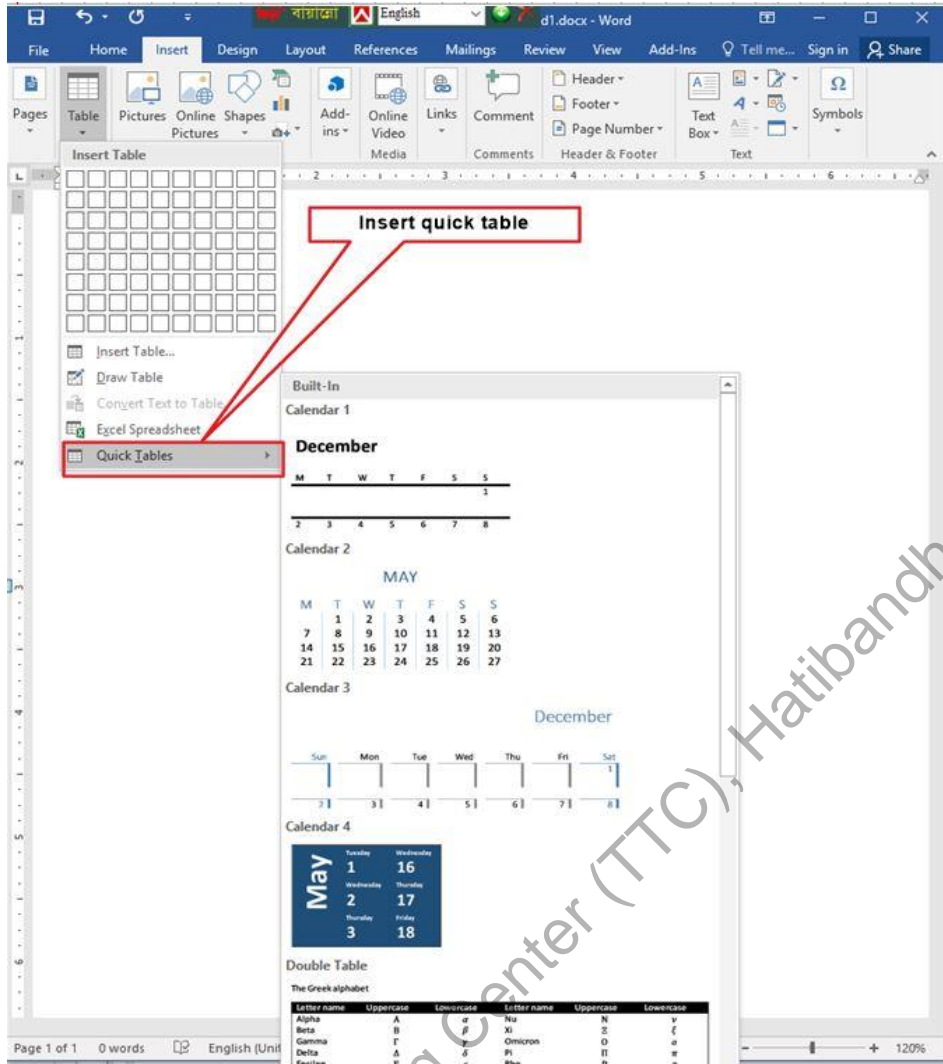 বায়ান্নো English d1.docx - Word
File Home Insert Design Layout References Mailings Review View Add-Ins Tell me... Sign in Share
Pages Table Pictures Online Pictures Shapes Add-ins Online Video Links Comment Header Footer Page Number Text Box Symbols
Media Comments Header & Footer Text
Insert Table
2 3 4 5 6
Insert quick table
Insert Table...
Draw Table
Convert Text to Table
Excel Spreadsheet
Quick Tables
Built-In
Calendar 1
December
M T W T F S S
1
2 3 4 5 6 7 8
Calendar 2
MAY
M T W T F S S
1 2 3 4 5 6
7 8 9 10 11 12 13
14 15 16 17 18 19 20
21 22 23 24 25 26 27
Calendar 3
December
Sun Mon Tue Wed Thu Fri Sat
1
2 3 4 5 6 7 8
Calendar 4
May
Tuesday Wednesday
1 16
Wednesday Thursday
2 17
Thursday Friday
3 18
Double Table
The Greek alphabet
Letter name Uppercase Lowercase Letter name Uppercase Lowercase
Alpha Α α Nu Ν ν
Beta Β β Xi Ξ ξ
Gamma Γ γ Omicron Ο ο
Delta Δ δ Pi Π π
Page 1 of 1 0 words English 120%
Center (TTC), Hatibandh